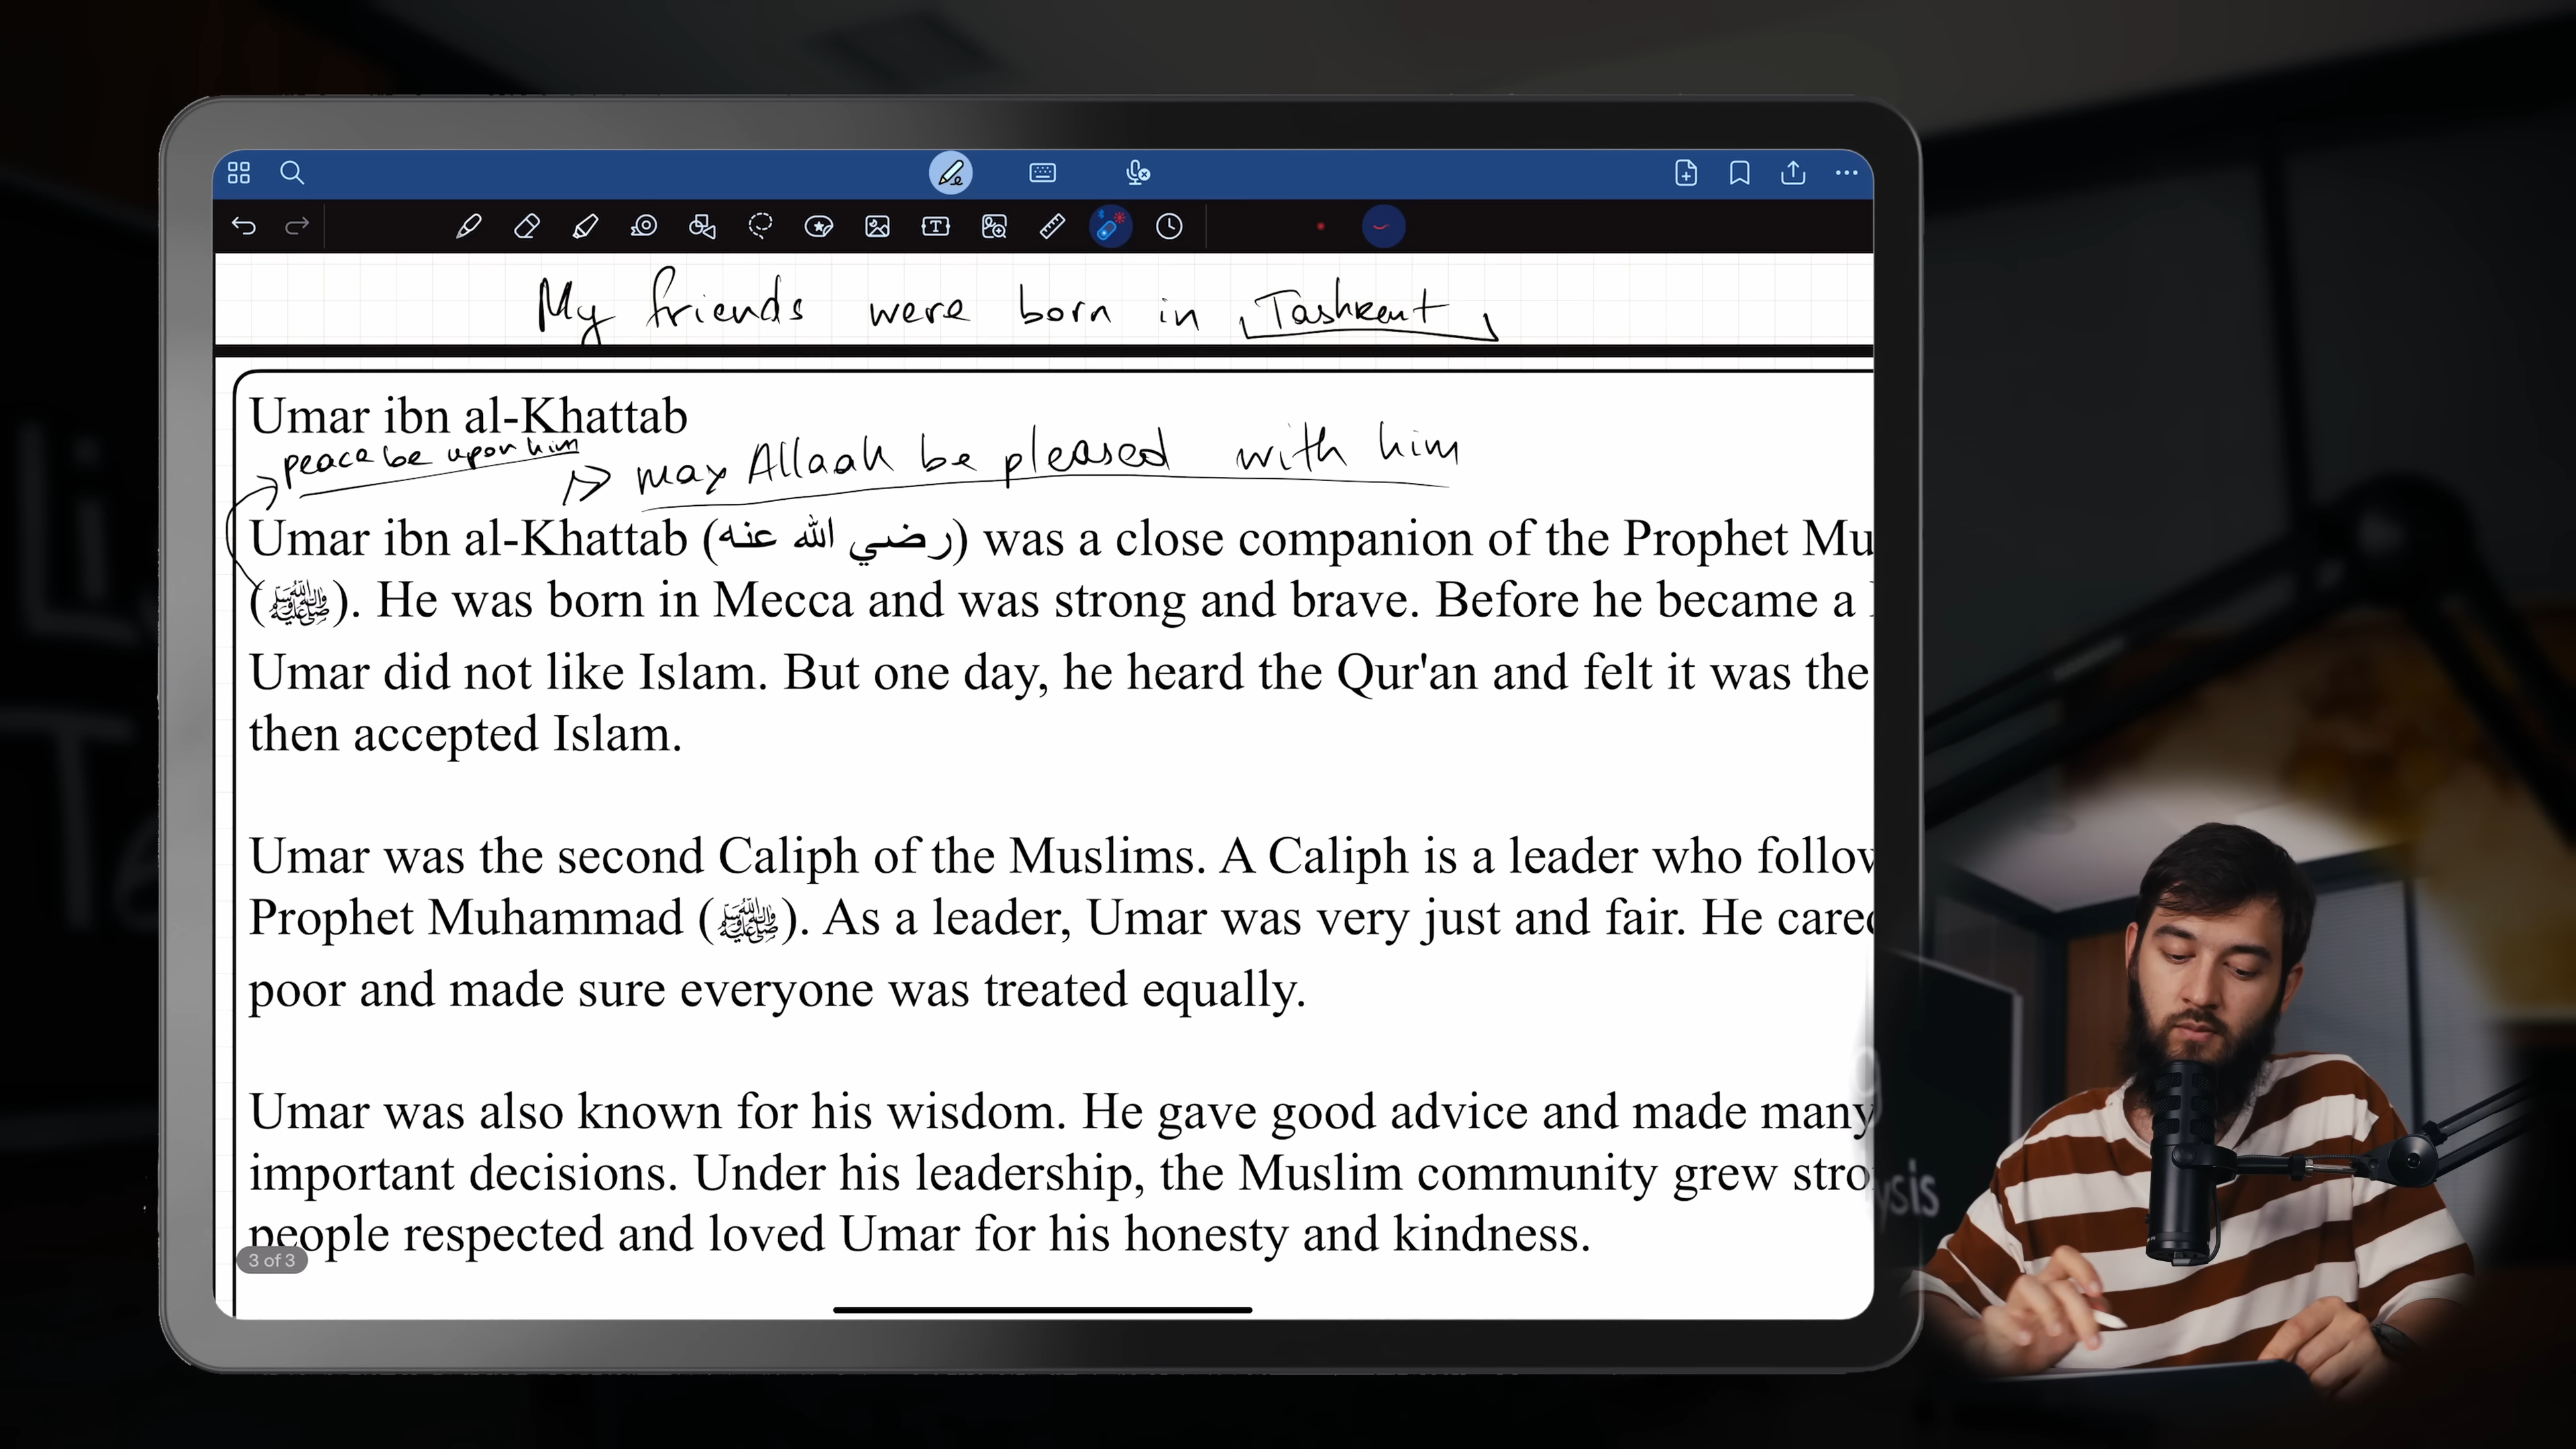 My friends were born in Tashkent
Umar ibn al-Khattab
peace be upon him
may Allaah be pleased with him
Umar ibn al-Khattab (رضي الله عنه) was a close companion of the Prophet Mu
(ﷺ). He was born in Mecca and was strong and brave. Before he became a
Umar did not like Islam. But one day, he heard the Qur'an and felt it was the
then accepted Islam.
Umar was the second Caliph of the Muslims. A Caliph is a leader who follow
Prophet Muhammad (ﷺ). As a leader, Umar was very just and fair. He cared
poor and made sure everyone was treated equally.
Umar was also known for his wisdom. He gave good advice and made many
important decisions. Under his leadership, the Muslim community grew stro
people respected and loved Umar for his honesty and kindness.
3 of 3
ysis